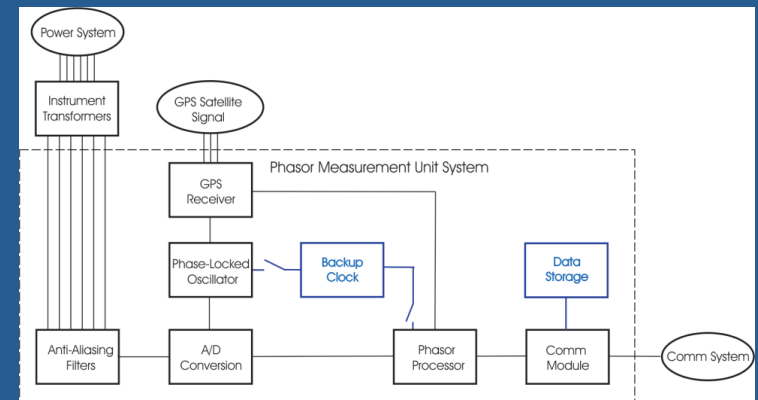 Power System
Instrument
Transformers
GPS Satellite
Signal
Phasor Measurement Unit System
GPS
Receiver
Phase-Locked
Oscillator
Backup
Clock
Data
Storage
Anti-Aliasing
Filters
A/D
Conversion
Phasor
Processor
Comm
Module
Comm System